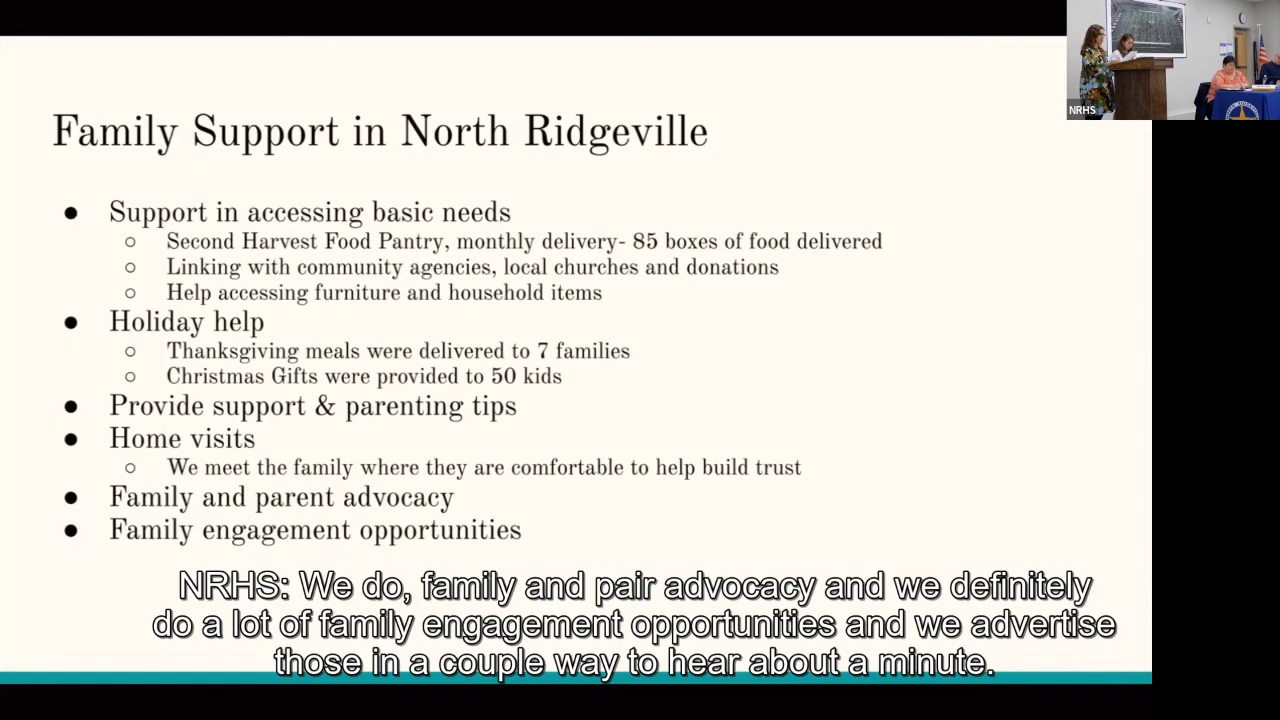 NRHS
Family Support in North Ridgeville
● Support in accessing basic needs
○ Second Harvest Food Pantry, monthly delivery- 85 boxes of food delivered
○ Linking with community agencies, local churches and donations
○ Help accessing furniture and household items
● Holiday help
○ Thanksgiving meals were delivered to 7 families
○ Christmas Gifts were provided to 50 kids
● Provide support & parenting tips
● Home visits
○ We meet the family where they are comfortable to help build trust
● Family and parent advocacy
● Family engagement opportunities
NRHS: We do, family and pair advocacy and we definitely
do a lot of family engagement opportunities and we advertise
those in a couple way to hear about a minute.